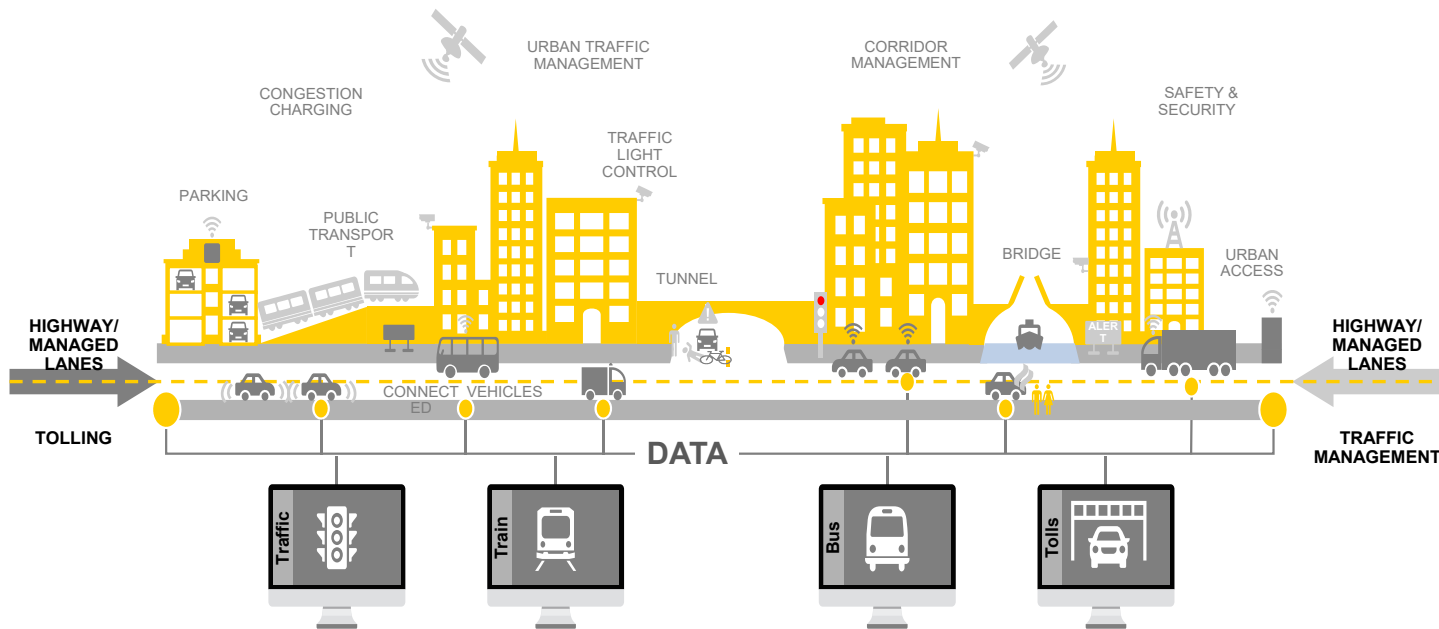 URBAN TRAFFIC
MANAGEMENT
CORRIDOR
MANAGEMENT
CONGESTION
CHARGING
SAFETY &
SECURITY
TRAFFIC
LIGHT
CONTROL
PARKING
PUBLIC
TRANSPOR
T
TUNNEL
BRIDGE
URBAN
ACCESS
ALER
T
HIGHWAY/
MANAGED
LANES
HIGHWAY/
MANAGED
LANES
CONNECT VEHICLES
ED
TOLLING
TRAFFIC
MANAGEMENT
DATA
Traffic
Train
Bus
Tolls